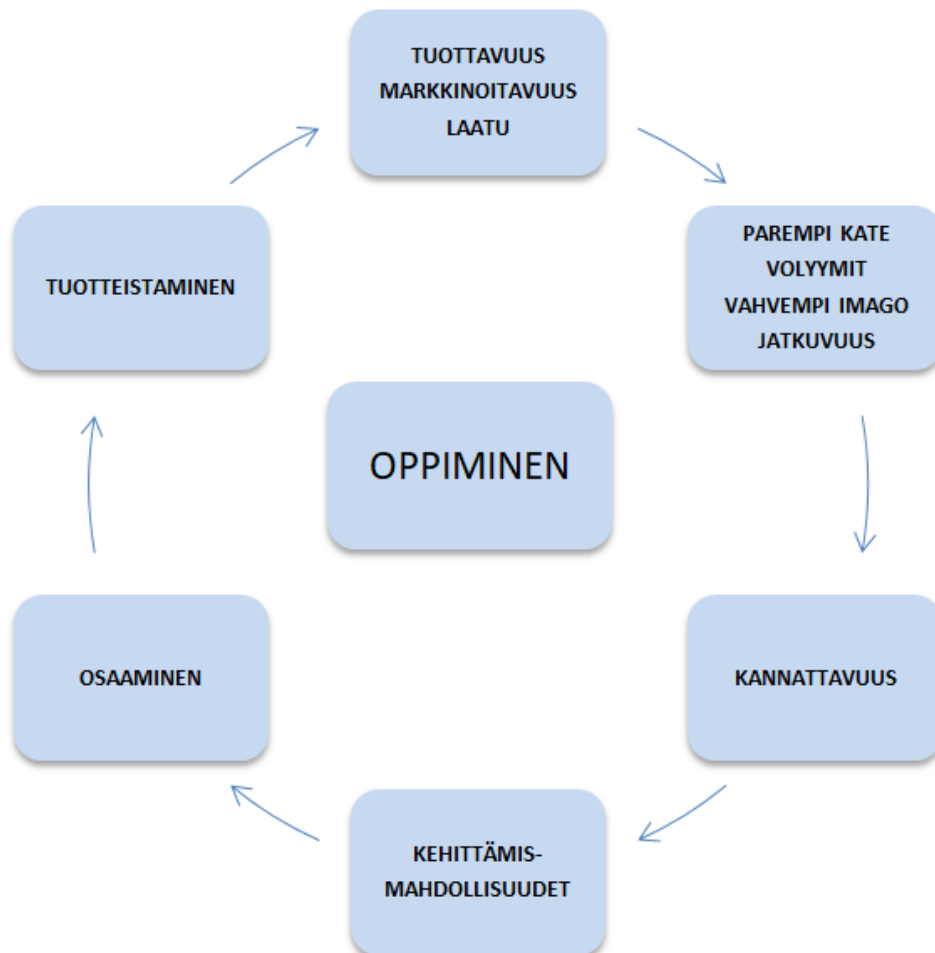 TUOTTAVUUS
MARKKINOITAVUUS
LAATU
PAREMPI KATE
VOLYYMIT
VAHVEMPI IMAGO
JATKUVUUS
KANNATTAVUUS
KEHITTÄMIS-
MAHDOLLISUUDET
OSAAMINEN
TUOTTEISTAMINEN
OPPIMINEN